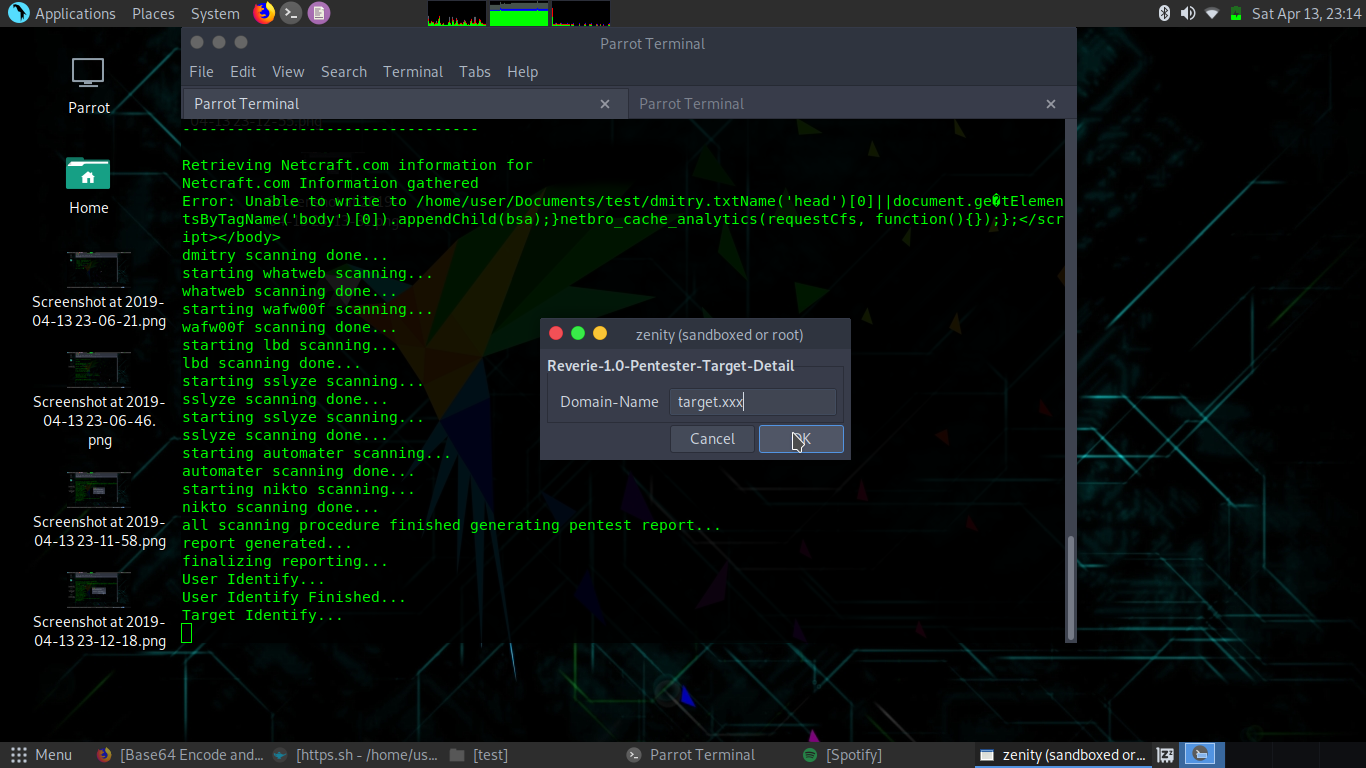 Applications Places System
Sat Apr 13, 23:14
Parrot Terminal
File Edit View Search Terminal Tabs Help
Parrot Terminal
Parrot Terminal
Parrot
Home
Screenshot at 2019-
04-13 23-06-21.png
Screenshot at 2019-
04-13 23-06-46.
png
Screenshot at 2019-
04-13 23-11-58.png
Screenshot at 2019-
04-13 23-12-18.png
---------------------------------
Retrieving Netcraft.com information for
Netcraft.com Information gathered
Error: Unable to write to /home/user/Documents/test/dmitry.txtName('head')[0]||document.ge�tElemen
tsByTagName('body')[0]).appendChild(bsa);}netbro_cache_analytics(requestCfs, function(){});};</scr
ipt></body>
dmitry scanning done...
starting whatweb scanning...
whatweb scanning done...
starting wafw00f scanning...
wafw00f scanning done...
starting lbd scanning...
lbd scanning done...
starting sslyze scanning...
sslyze scanning done...
starting sslyze scanning...
sslyze scanning done...
starting automater scanning...
automater scanning done...
starting nikto scanning...
nikto scanning done...
all scanning procedure finished generating pentest report...
report generated...
finalizing reporting...
User Identify...
User Identify Finished...
Target Identify...
zenity (sandboxed or root)
Reverie-1.0-Pentester-Target-Detail
Domain-Name target.xxx
Cancel OK
Menu [Base64 Encode and... [https.sh - /home/us... [test] Parrot Terminal [Spotify] zenity (sandboxed or...